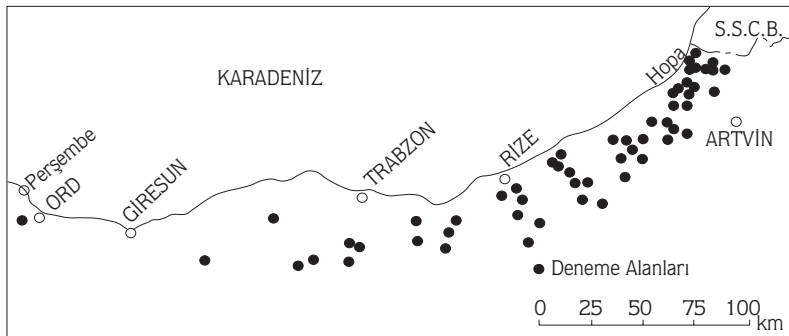 S.S.C.B.
KARADENİZ
Hopa
ARTVİN
RİZE
TRABZON
Perşembe
ORD
GİRESUN
Deneme Alanları
0 25 50 75 100
km